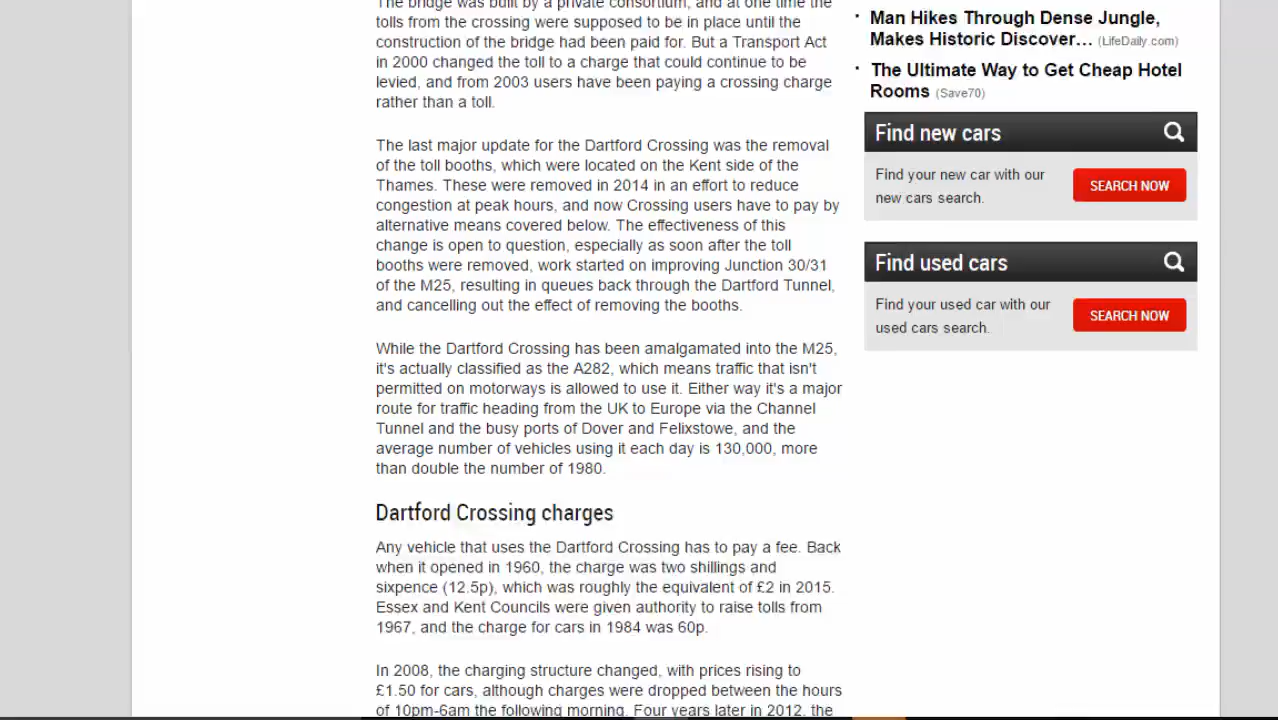 The bridge was built by a private consortium, and at one time the
tolls from the crossing were supposed to be in place until the
construction of the bridge had been paid for. But a Transport Act
in 2000 changed the toll to a charge that could continue to be
levied, and from 2003 users have been paying a crossing charge
rather than a toll.
The last major update for the Dartford Crossing was the removal
of the toll booths, which were located on the Kent side of the
Thames. These were removed in 2014 in an effort to reduce
congestion at peak hours, and now Crossing users have to pay by
alternative means covered below. The effectiveness of this
change is open to question, especially as soon after the toll
booths were removed, work started on improving Junction 30/31
of the M25, resulting in queues back through the Dartford Tunnel,
and cancelling out the effect of removing the booths.
While the Dartford Crossing has been amalgamated into the M25,
it's actually classified as the A282, which means traffic that isn't
permitted on motorways is allowed to use it. Either way it's a major
route for traffic heading from the UK to Europe via the Channel
Tunnel and the busy ports of Dover and Felixstowe, and the
average number of vehicles using it each day is 130,000, more
than double the number of 1980.
Dartford Crossing charges
Any vehicle that uses the Dartford Crossing has to pay a fee. Back
when it opened in 1960, the charge was two shillings and
sixpence (12.5p), which was roughly the equivalent of £2 in 2015.
Essex and Kent Councils were given authority to raise tolls from
1967, and the charge for cars in 1984 was 60p.
In 2008, the charging structure changed, with prices rising to
£1.50 for cars, although charges were dropped between the hours
of 10pm-6am the following morning. Four years later in 2012, the
• Man Hikes Through Dense Jungle,
Makes Historic Discover… (LifeDaily.com)
• The Ultimate Way to Get Cheap Hotel
Rooms (Save70)
Find new cars
Find your new car with our
new cars search.
SEARCH NOW
Find used cars
Find your used car with our
used cars search.
SEARCH NOW